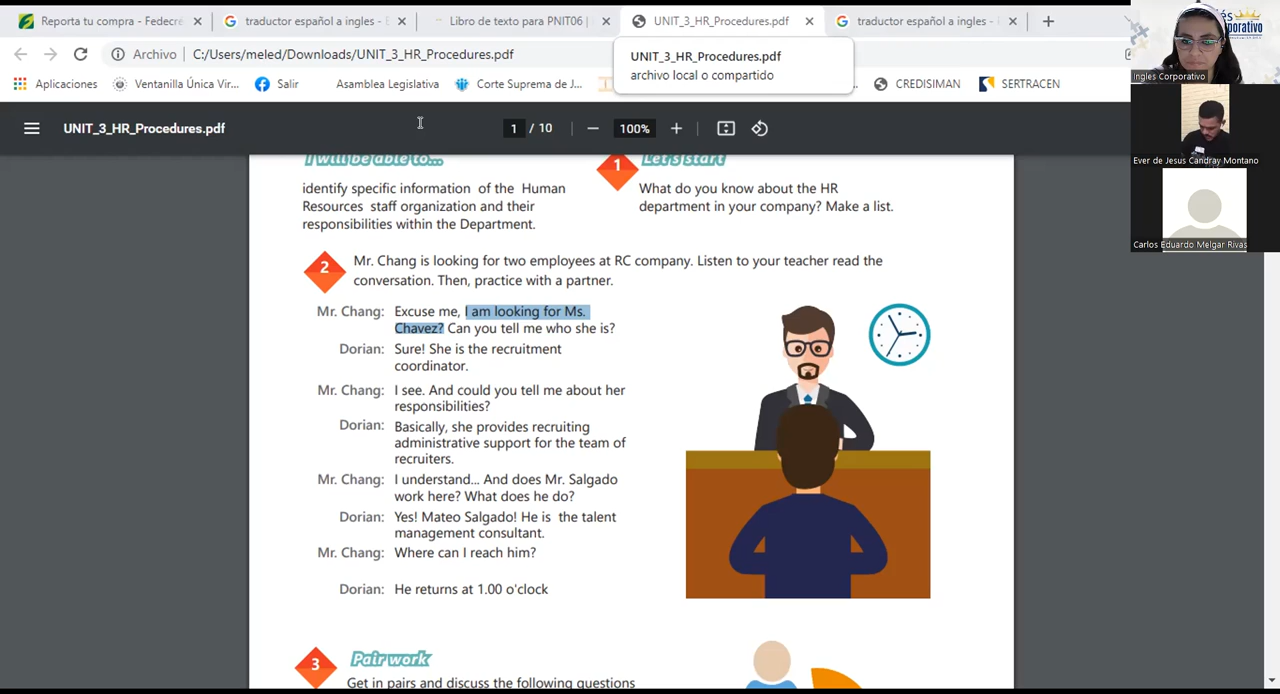 Reporta tu compra - Fedecre
traductor español a ingles - E
Libro de texto para PNIT06
UNIT_3_HR_Procedures.pdf
traductor español a ingles -
Archivo
C:/Users/meled/Downloads/UNIT_3_HR_Procedures.pdf
UNIT_3_HR_Procedures.pdf
archivo local o compartido
Aplicaciones
Ventanilla Única Vir...
Salir
Asamblea Legislativa
Corte Suprema de J...
CREDISIMAN
SERTRACEN
UNIT_3_HR_Procedures.pdf
1 / 10
100%
Ingles Corporativo
Ever de Jesus Candray Montano
Carlos Eduardo Melgar Rivas
I will be able to...
identify specific information of the Human
Resources staff organization and their
responsibilities within the Department.
1
Let's start
What do you know about the HR
department in your company? Make a list.
2
Mr. Chang is looking for two employees at RC company. Listen to your teacher read the
conversation. Then, practice with a partner.
Mr. Chang: Excuse me, I am looking for Ms.
Chavez? Can you tell me who she is?
Dorian: Sure! She is the recruitment
coordinator.
Mr. Chang: I see. And could you tell me about her
responsibilities?
Dorian: Basically, she provides recruiting
administrative support for the team of
recruiters.
Mr. Chang: I understand... And does Mr. Salgado
work here? What does he do?
Dorian: Yes! Mateo Salgado! He is the talent
management consultant.
Mr. Chang: Where can I reach him?
Dorian: He returns at 1.00 o'clock
3
Pair work
Get in pairs and discuss the following questions